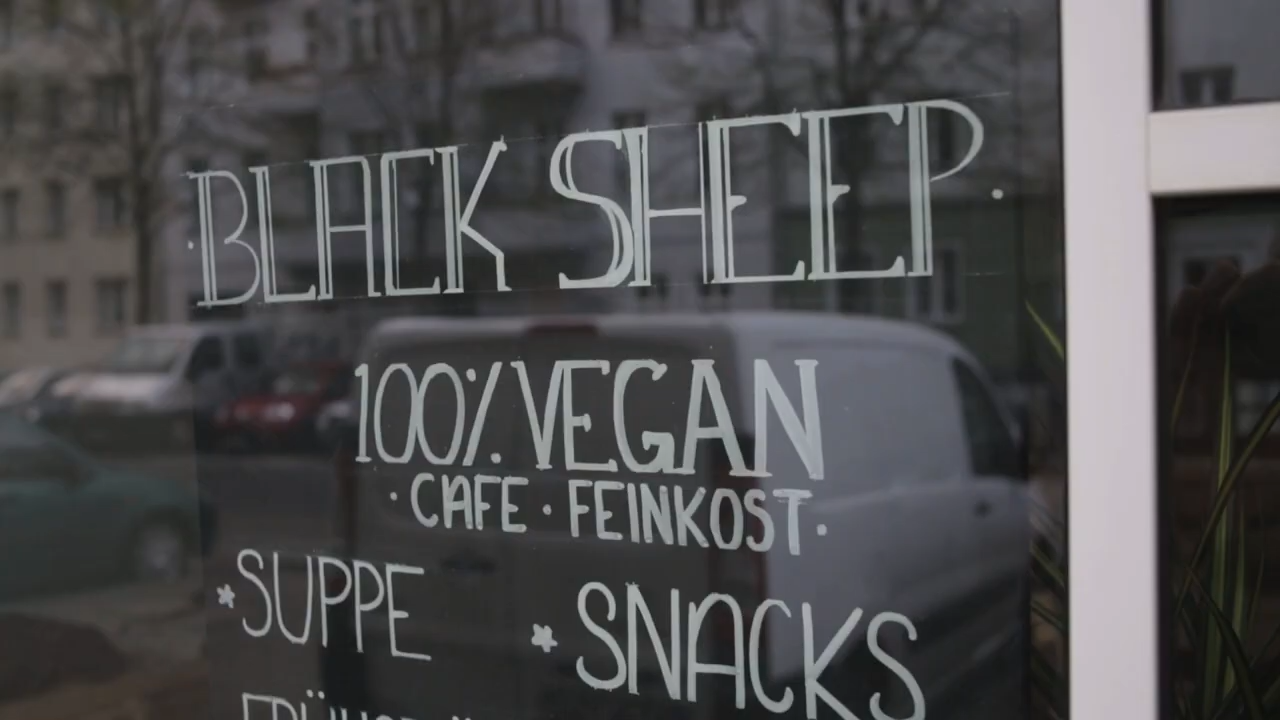 ·BLACK SHEEP·
100% VEGAN
·CAFE·FEINKOST·
*SUPPE *SNACKS